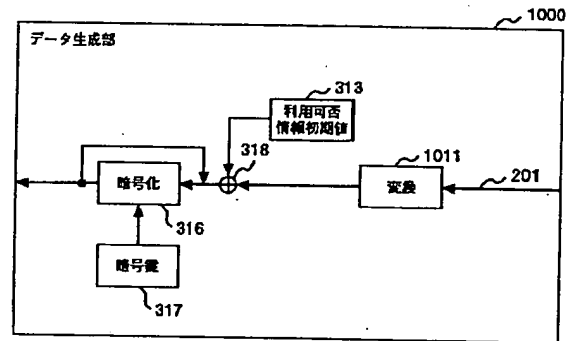 1000
データ生成部
313
利用可否
情報初期値
318
1011
変換
201
暗号化
316
暗号鍵
317